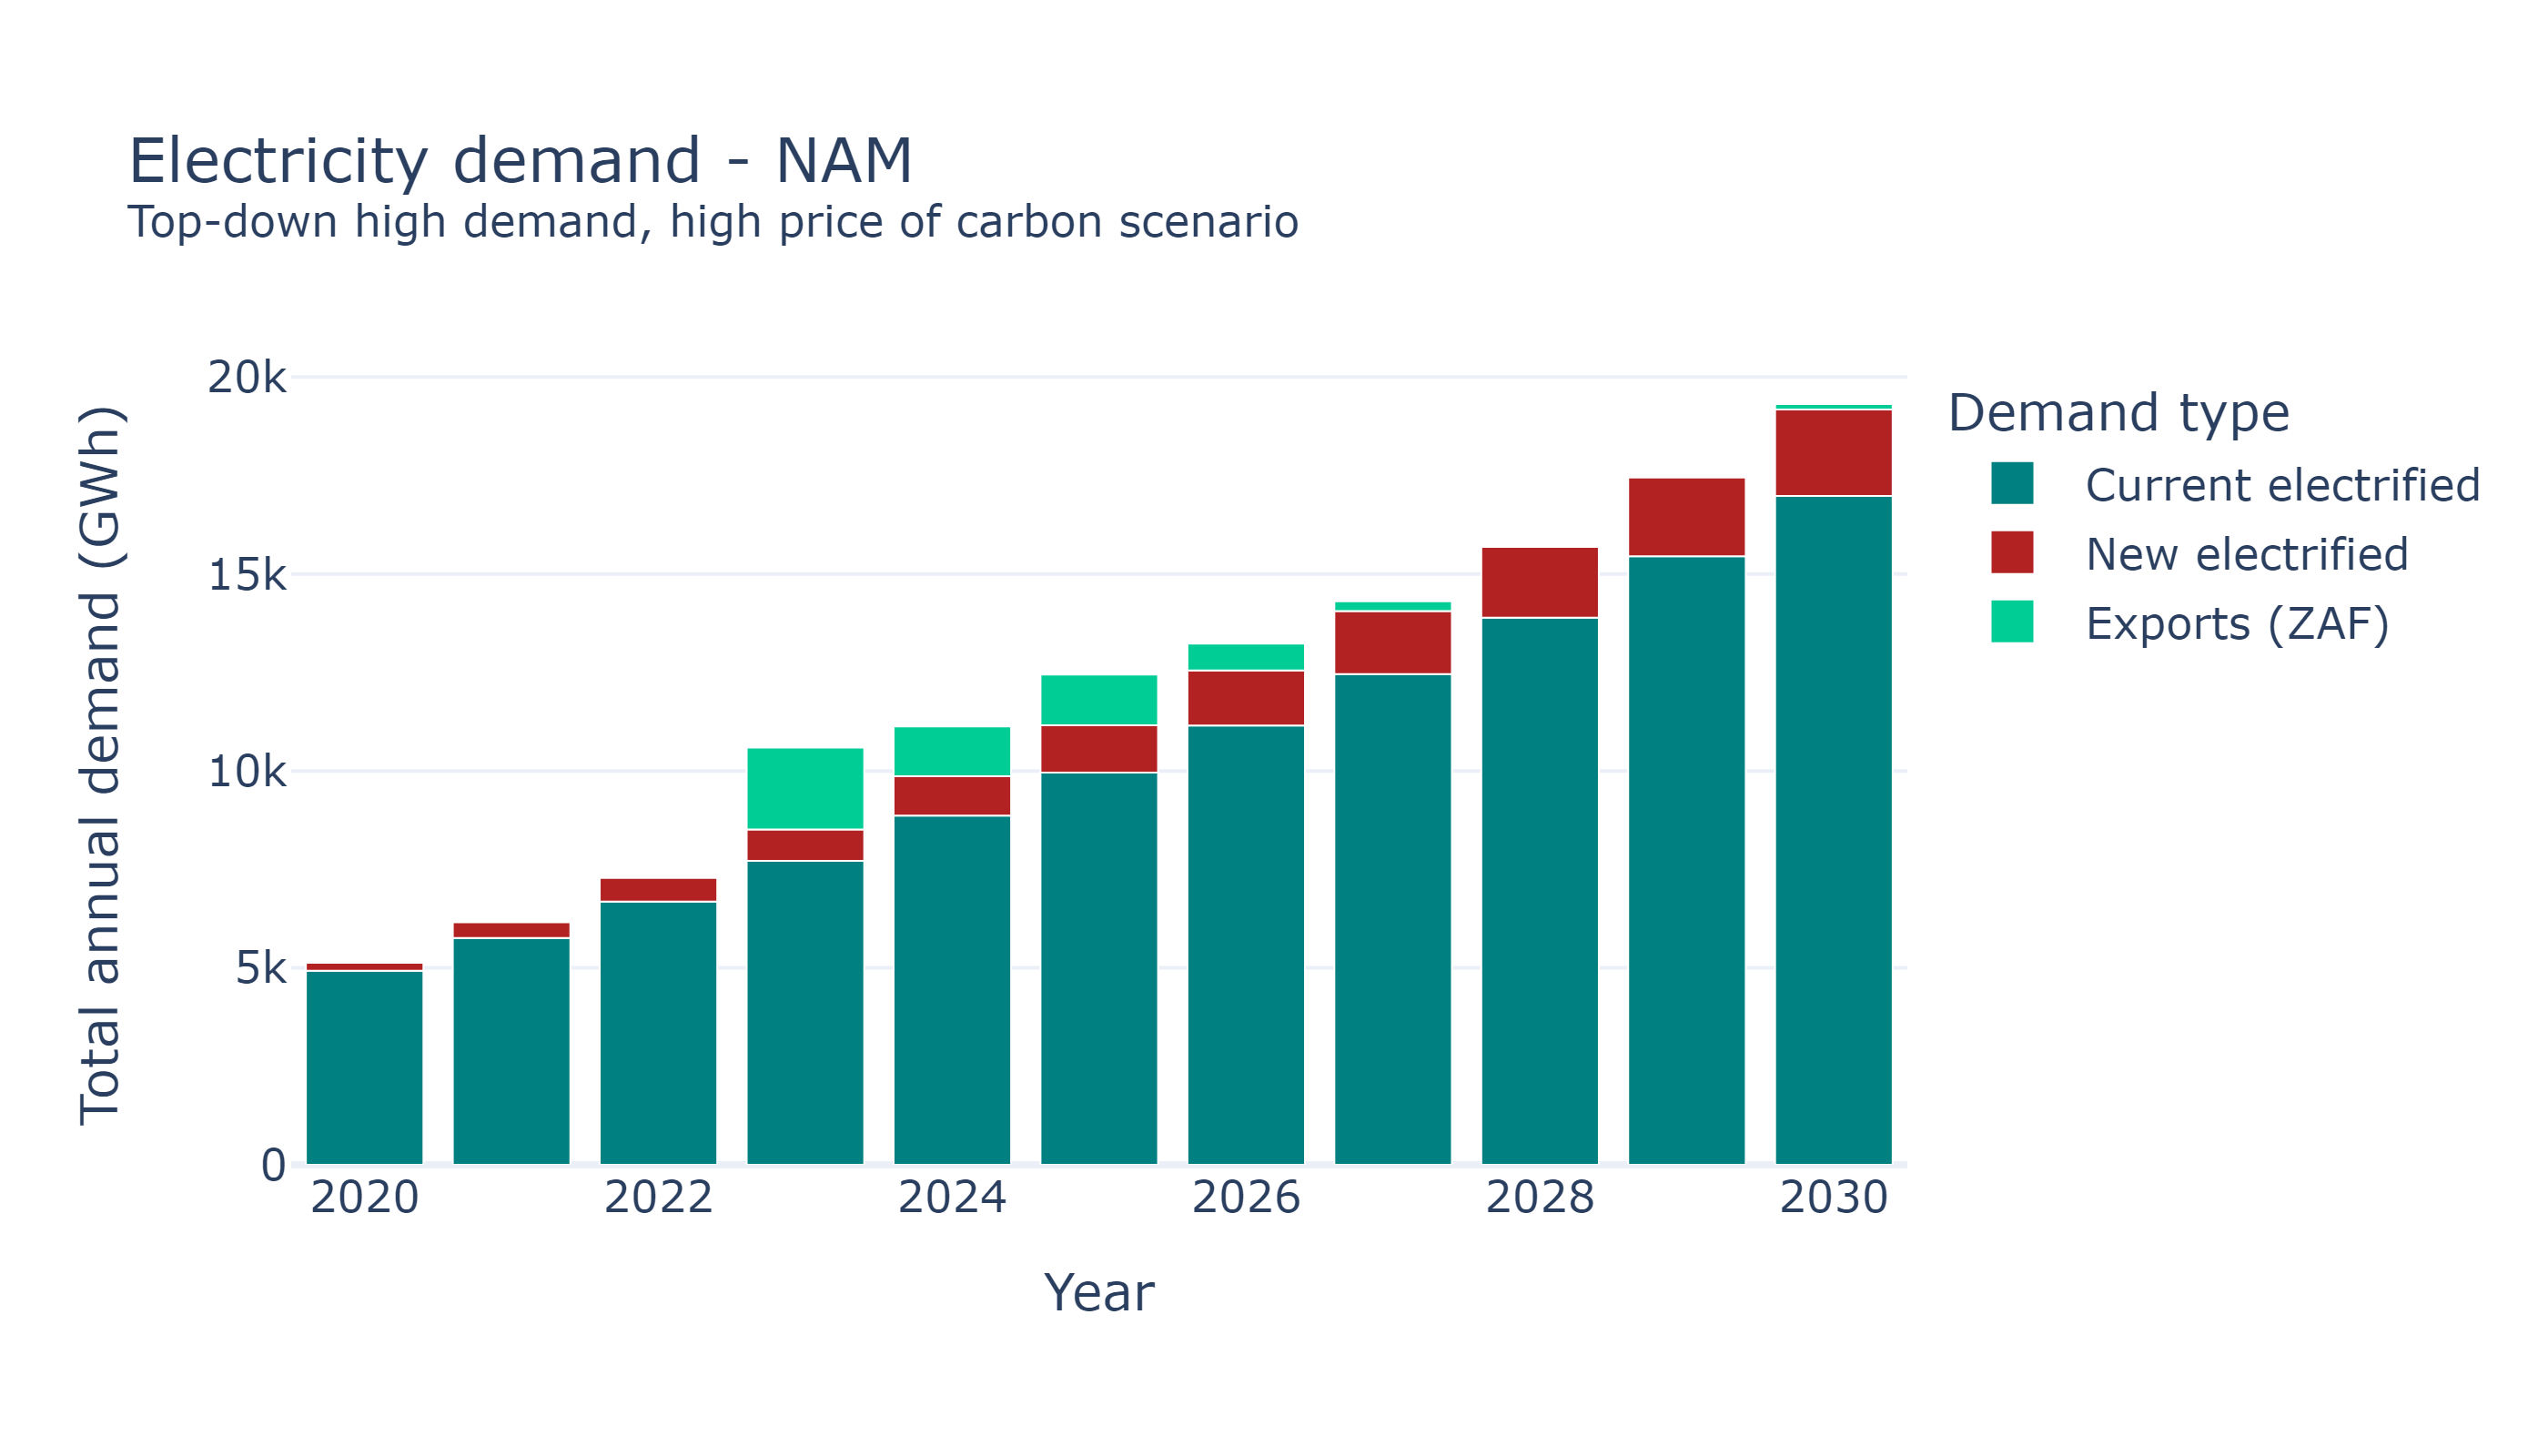 Electricity demand - NAM
Top-down high demand, high price of carbon scenario
Total annual demand (GWh)
20k
15k
10k
5k
0
2020
2022
2024
2026
2028
2030
Year
Demand type
Current electrified
New electrified
Exports (ZAF)